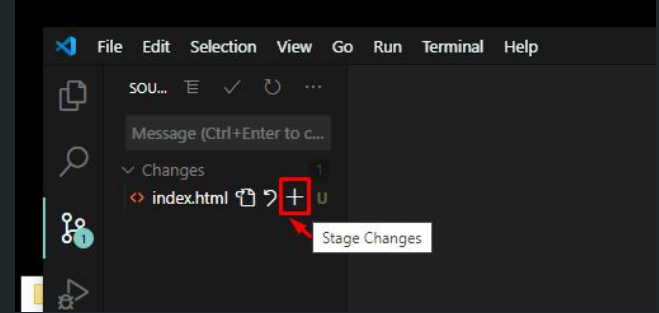 File Edit Selection View Go Run Terminal Help
SOU...
Message (Ctrl+Enter to c...
Changes 1
index.html U
1
Stage Changes